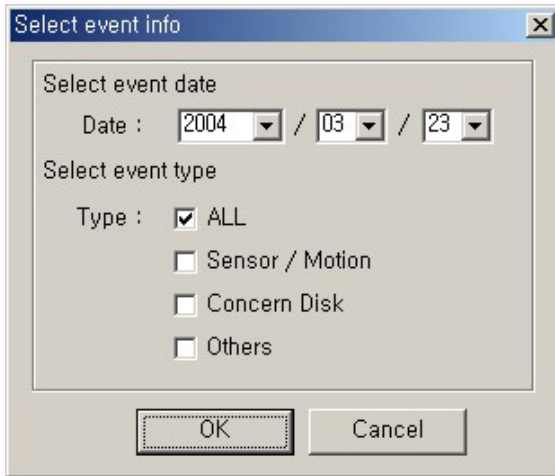 Select event info
Select event date
Date : 2004 / 03 / 23
Select event type
Type : ALL
Sensor / Motion
Concern Disk
Others
OK Cancel